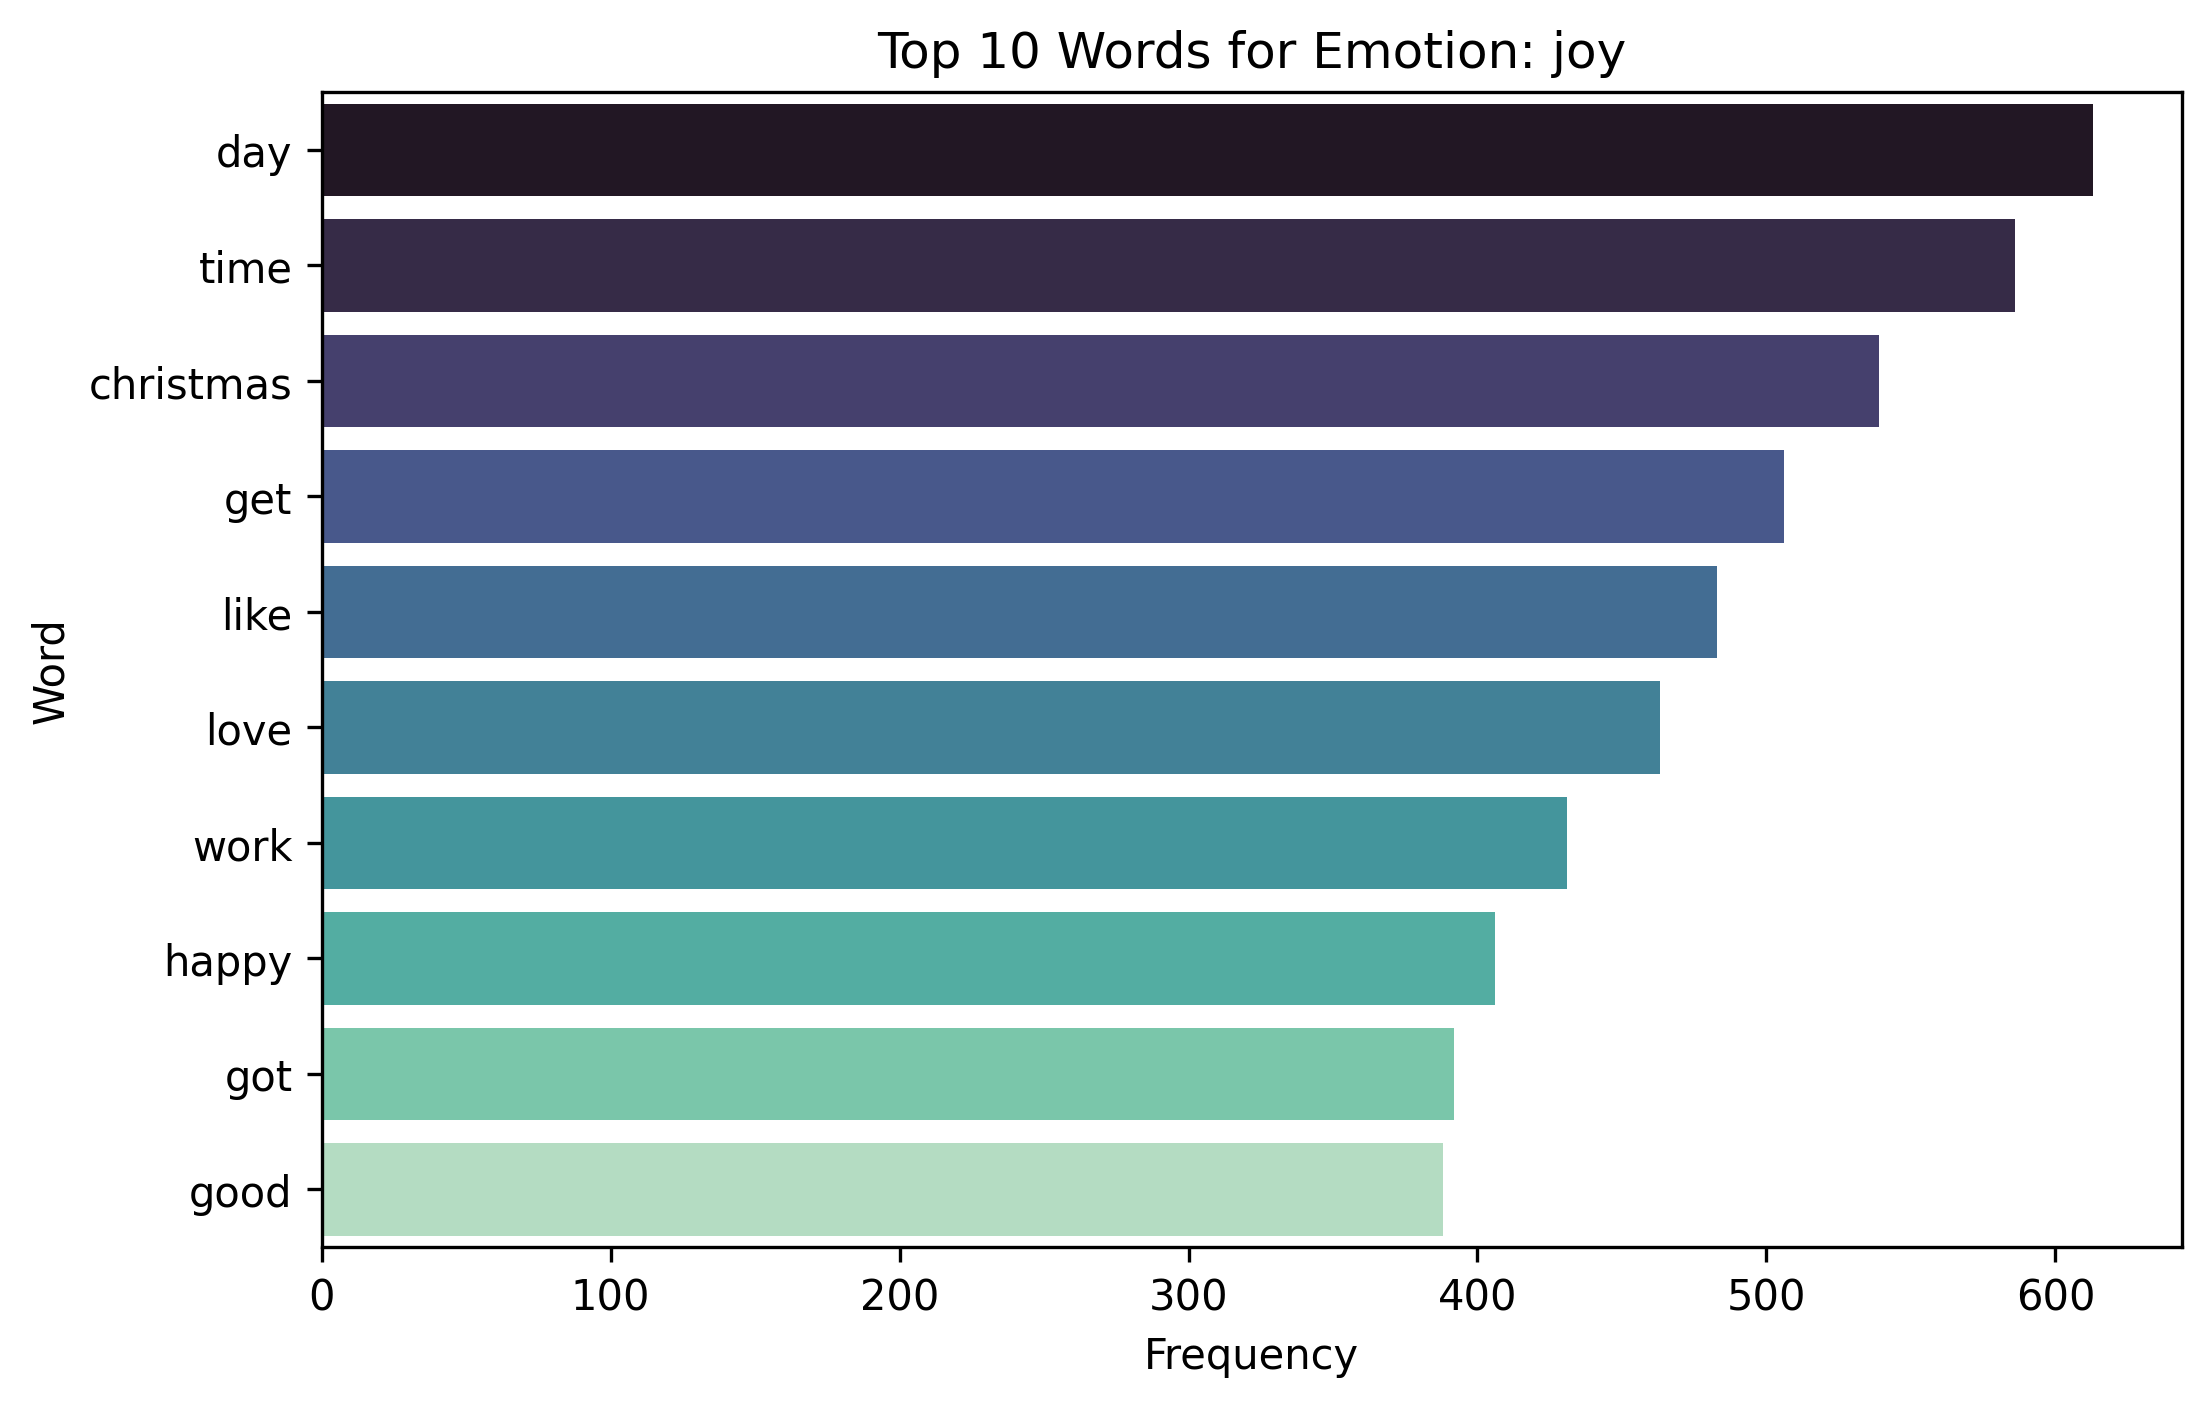 Top 10 Words for Emotion: joy
day
time
christmas
get
like
love
work
happy
got
good
Word
0 100 200 300 400 500 600
Frequency